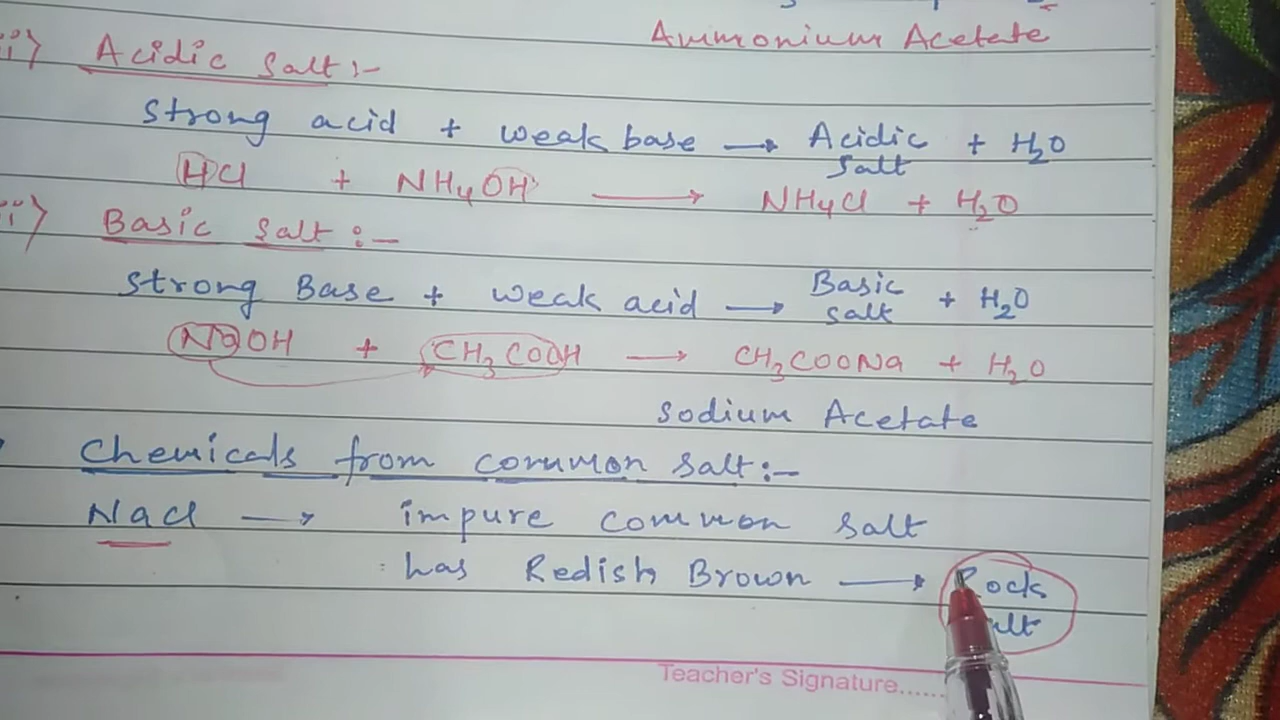 Ammonium Acetate
ii) Acidic salt :-
strong acid + weak base → Acidic salt + H₂O
HCl + NH₄OH → NH₄Cl + H₂O
ii) Basic salt :-
strong Base + weak acid → Basic salt + H₂O
NaOH + CH₃COOH → CH₃COONa + H₂O
sodium Acetate
Chemicals from common salt :-
NaCl → impure common salt
has Redish Brown → Rock
salt
Teacher's Signature......